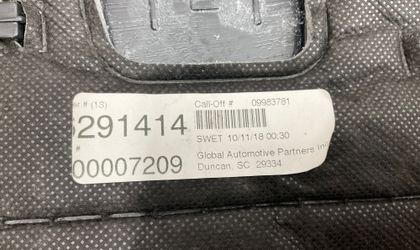 er # (1S)
Call-Off # 09983781
291414
SWET 10/11/18 00:30
#
00007209
Global Automotive Partners Inc
Duncan, SC 29334